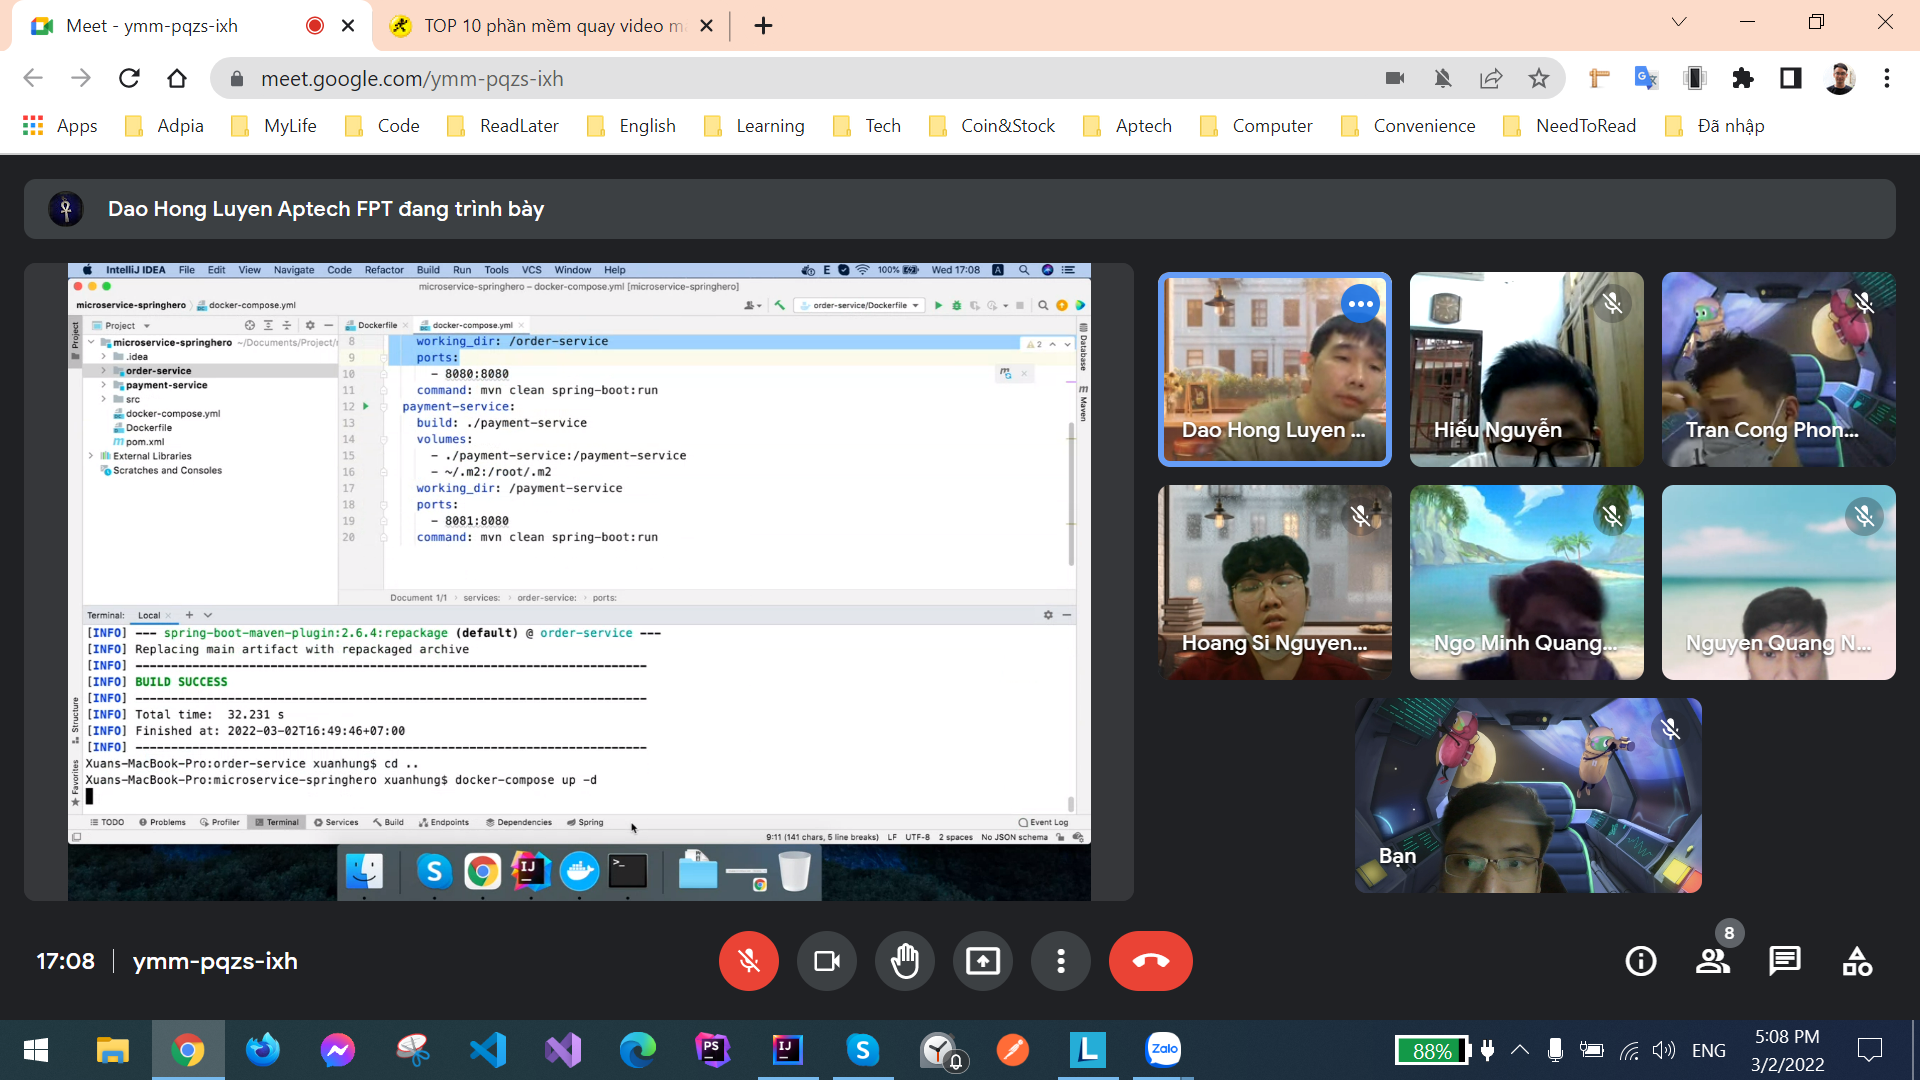 Meet - ymm-pqzs-ixh
TOP 10 phần mềm quay video m
meet.google.com/ymm-pqzs-ixh
Apps Adpia MyLife Code ReadLater English Learning Tech Coin&Stock Aptech Computer Convenience NeedToRead Đã nhập
Dao Hong Luyen Aptech FPT đang trình bày
IntelliJ IDEA File Edit View Navigate Code Refactor Build Run Tools VCS Window Help
100% Wed 17:08
microservice-springhero – docker-compose.yml [microservice-springhero]
microservice-springhero docker-compose.yml
order-service/Dockerfile
Project
Project
Dockerfile docker-compose.yml
microservice-springhero ~/Documents/Project/
.idea
order-service
payment-service
src
docker-compose.yml
Dockerfile
pom.xml
External Libraries
Scratches and Consoles
8 working_dir: /order-service
9 ports:
10 - 8080:8080
11 command: mvn clean spring-boot:run
12 payment-service:
13 build: ./payment-service
14 volumes:
15 - ./payment-service:/payment-service
16 - ~/.m2:/root/.m2
17 working_dir: /payment-service
18 ports:
19 - 8081:8080
20 command: mvn clean spring-boot:run
2
Database
Maven
Document 1/1 services: order-service: ports:
Terminal: Local
[INFO] --- spring-boot-maven-plugin:2.6.4:repackage (default) @ order-service ---
[INFO] Replacing main artifact with repackaged archive
[INFO] ------------------------------------------------------------------------
[INFO] BUILD SUCCESS
[INFO] ------------------------------------------------------------------------
[INFO] Total time: 32.231 s
[INFO] Finished at: 2022-03-02T16:49:46+07:00
[INFO] ------------------------------------------------------------------------
Xuans-MacBook-Pro:order-service xuanhung$ cd ..
Xuans-MacBook-Pro:microservice-springhero xuanhung$ docker-compose up -d
Structure
Favorites
TODO Problems Profiler Terminal Services Build Endpoints Dependencies Spring
Event Log
9:11 (141 chars, 5 line breaks) LF UTF-8 2 spaces No JSON schema
Dao Hong Luyen ...
Hiếu Nguyễn
Tran Cong Phon...
Hoang Si Nguyen...
Ngo Minh Quang...
Nguyen Quang N...
Bạn
17:08
ymm-pqzs-ixh
8
88%
ENG
5:08 PM
3/2/2022
Zalo